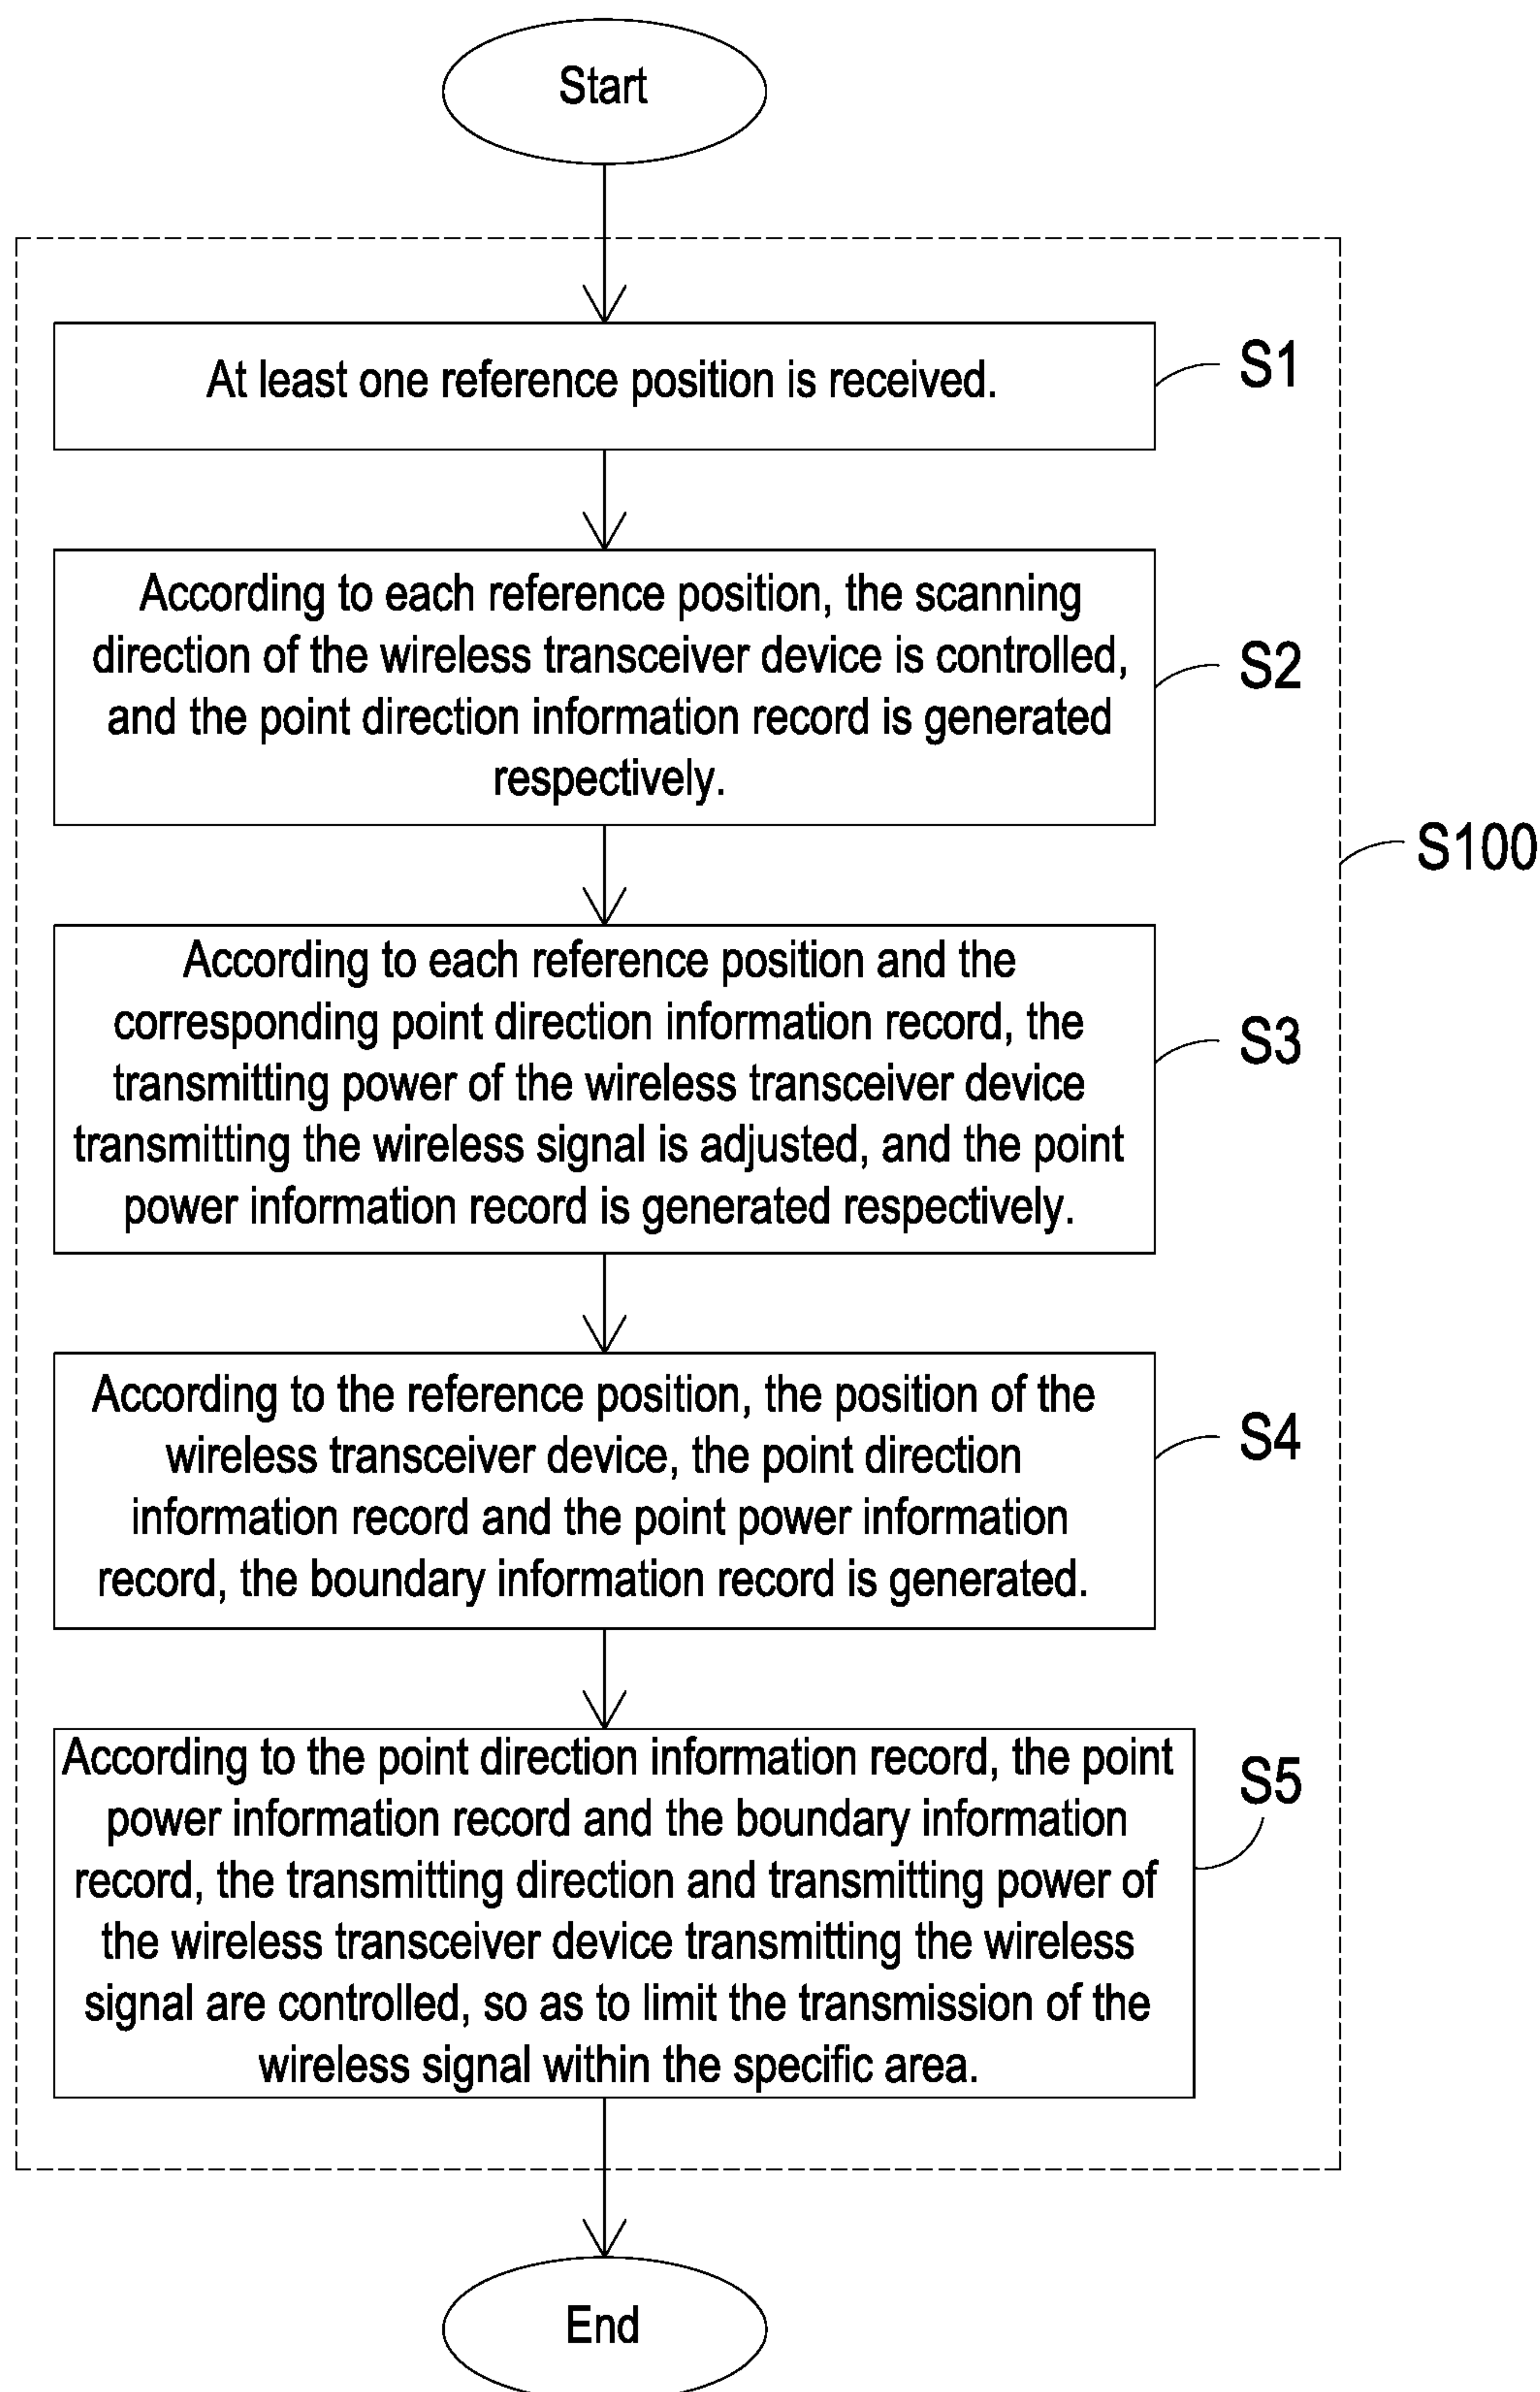 Start
At least one reference position is received.
S1
According to each reference position, the scanning
direction of the wireless transceiver device is controlled,
and the point direction information record is generated
respectively.
S2
S100
According to each reference position and the
corresponding point direction information record, the
transmitting power of the wireless transceiver device
transmitting the wireless signal is adjusted, and the point
power information record is generated respectively.
S3
According to the reference position, the position of the
wireless transceiver device, the point direction
information record and the point power information
record, the boundary information record is generated.
S4
According to the point direction information record, the point
power information record and the boundary information
record, the transmitting direction and transmitting power of
the wireless transceiver device transmitting the wireless
signal are controlled, so as to limit the transmission of the
wireless signal within the specific area.
S5
End